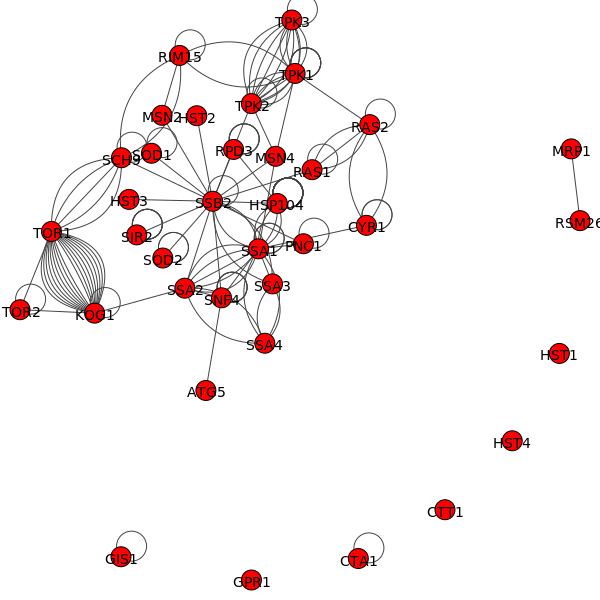 TPK3
RIM15
TPK1
TPK2
MSN2
HST2
RAS2
RPD3
MSN4
SCH9
SOD1
RAS1
MRP1
HST3
SSB2
HSP104
RSM26
SIR2
TOR1
CYR1
SSA1
PNC1
SOD2
SSA2
SNF4
SSA3
TOR2
KOG1
SSA4
HST1
ATG5
HST4
CTT1
GIS1
CTA1
GPR1